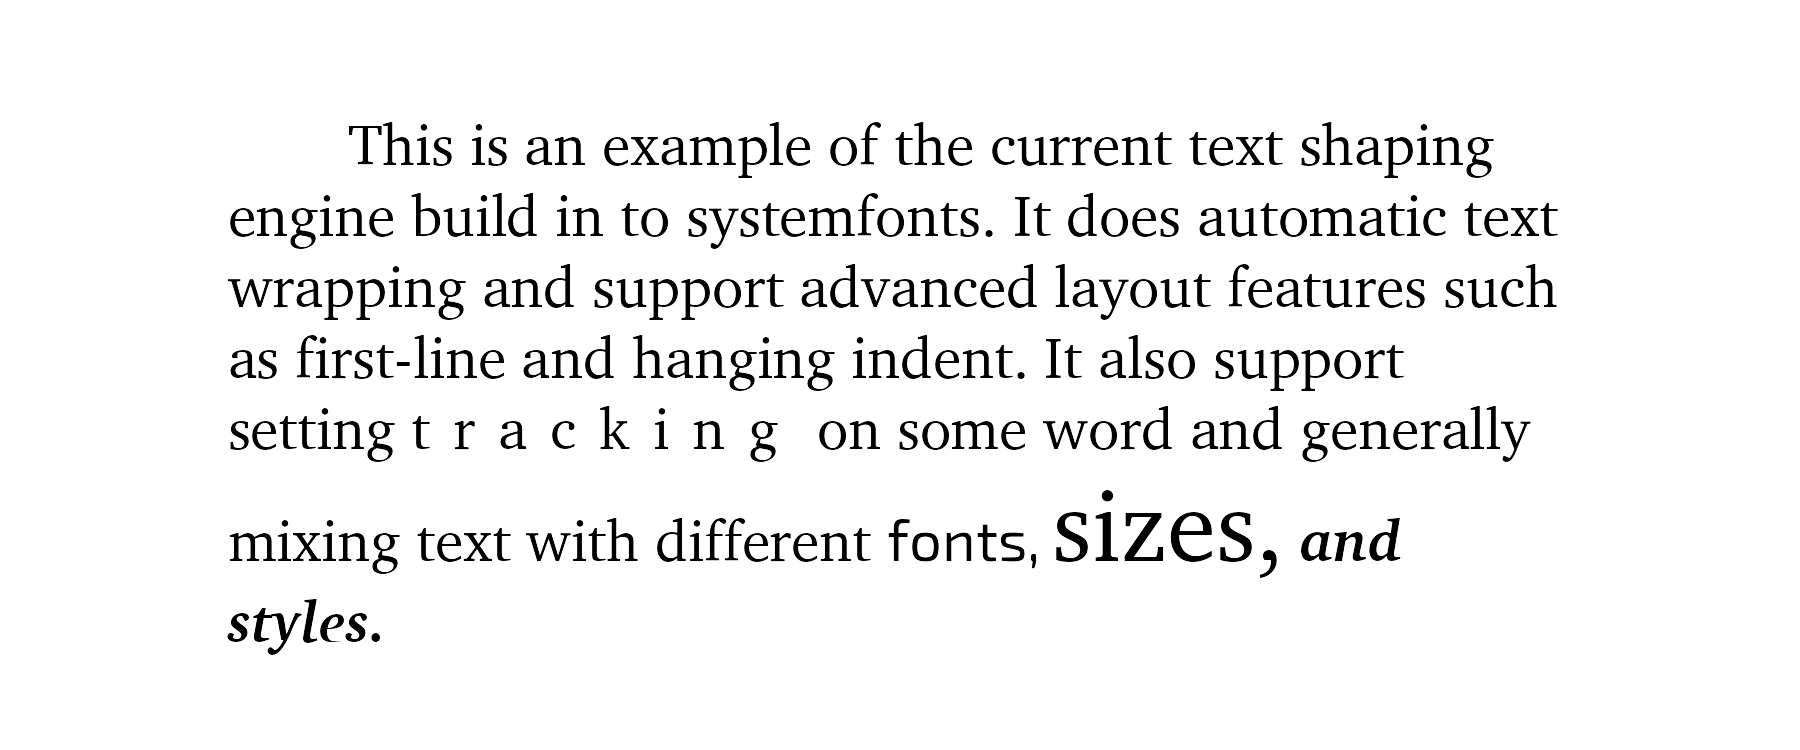 This is an example of the current text shaping
engine build in to systemfonts. It does automatic text
wrapping and support advanced layout features such
as first-line and hanging indent. It also support
setting t r a c k i n g on some word and generally
mixing text with different fonts, sizes, and
styles.